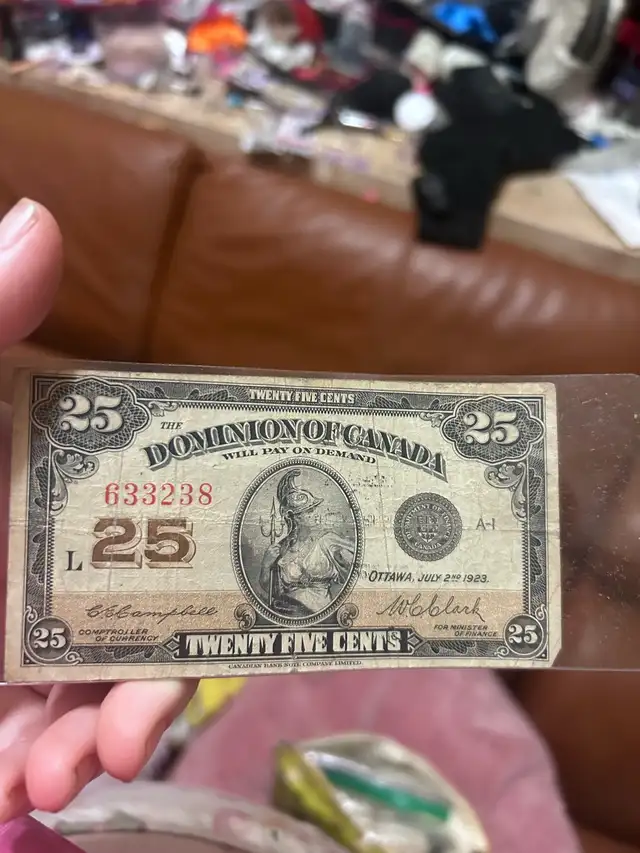 TWENTY FIVE CENTS
25 25
THE
DOMINION OF CANADA
WILL PAY ON DEMAND
633238
L 25
A-1
OTTAWA, JULY 2ND 1923.
C.E. Campbell
McClark
COMPTROLLER
OF CURRENCY
FOR MINISTER
OF FINANCE
25 TWENTY FIVE CENTS 25
CANADIAN BANK NOTE COMPANY LIMITED.